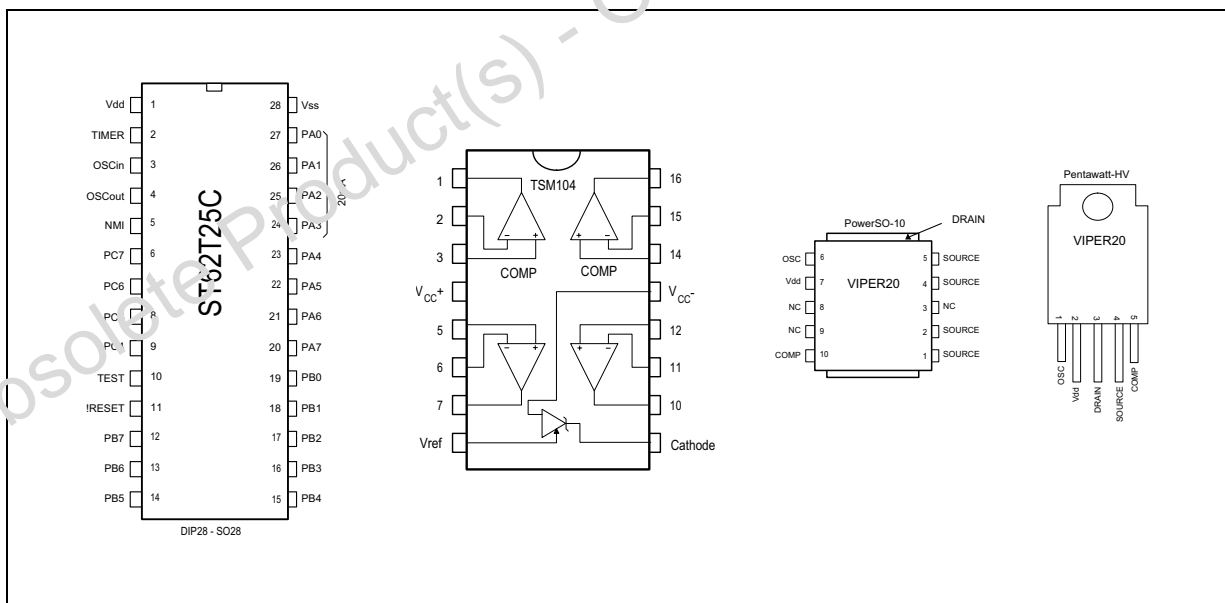 Obsolete Product(s) - O
Vdd 1 28 Vss
TIMER 2 27 PA0
OSCin 3 26 PA1
OSCout 4 25 PA2
NMI 5 24 PA3
PC7 6 23 PA4
PC6 22 PA5
8 21 PA6
9 20 PA7
TEST 10 19 PB0
!RESET 11 18 PB1
PB7 12 17 PB2
PB6 13 16 PB3
PB5 14 15 PB4
ST62T25C
DIP28 - SO28
TSM104
1 16
2 15
3 14
COMP COMP
VCC+ VCC-
5 12
6 11
7 10
Vref Cathode
PowerSO-10
DRAIN
VIPER20
OSC 6 5 SOURCE
Vdd 7 4 SOURCE
NC 8 3 NC
NC 9 2 SOURCE
COMP 10 1 SOURCE
Pentawatt-HV
VIPER20
1 2 3 4 5
OSC
Vdd
DRAIN
SOURCE
COMP